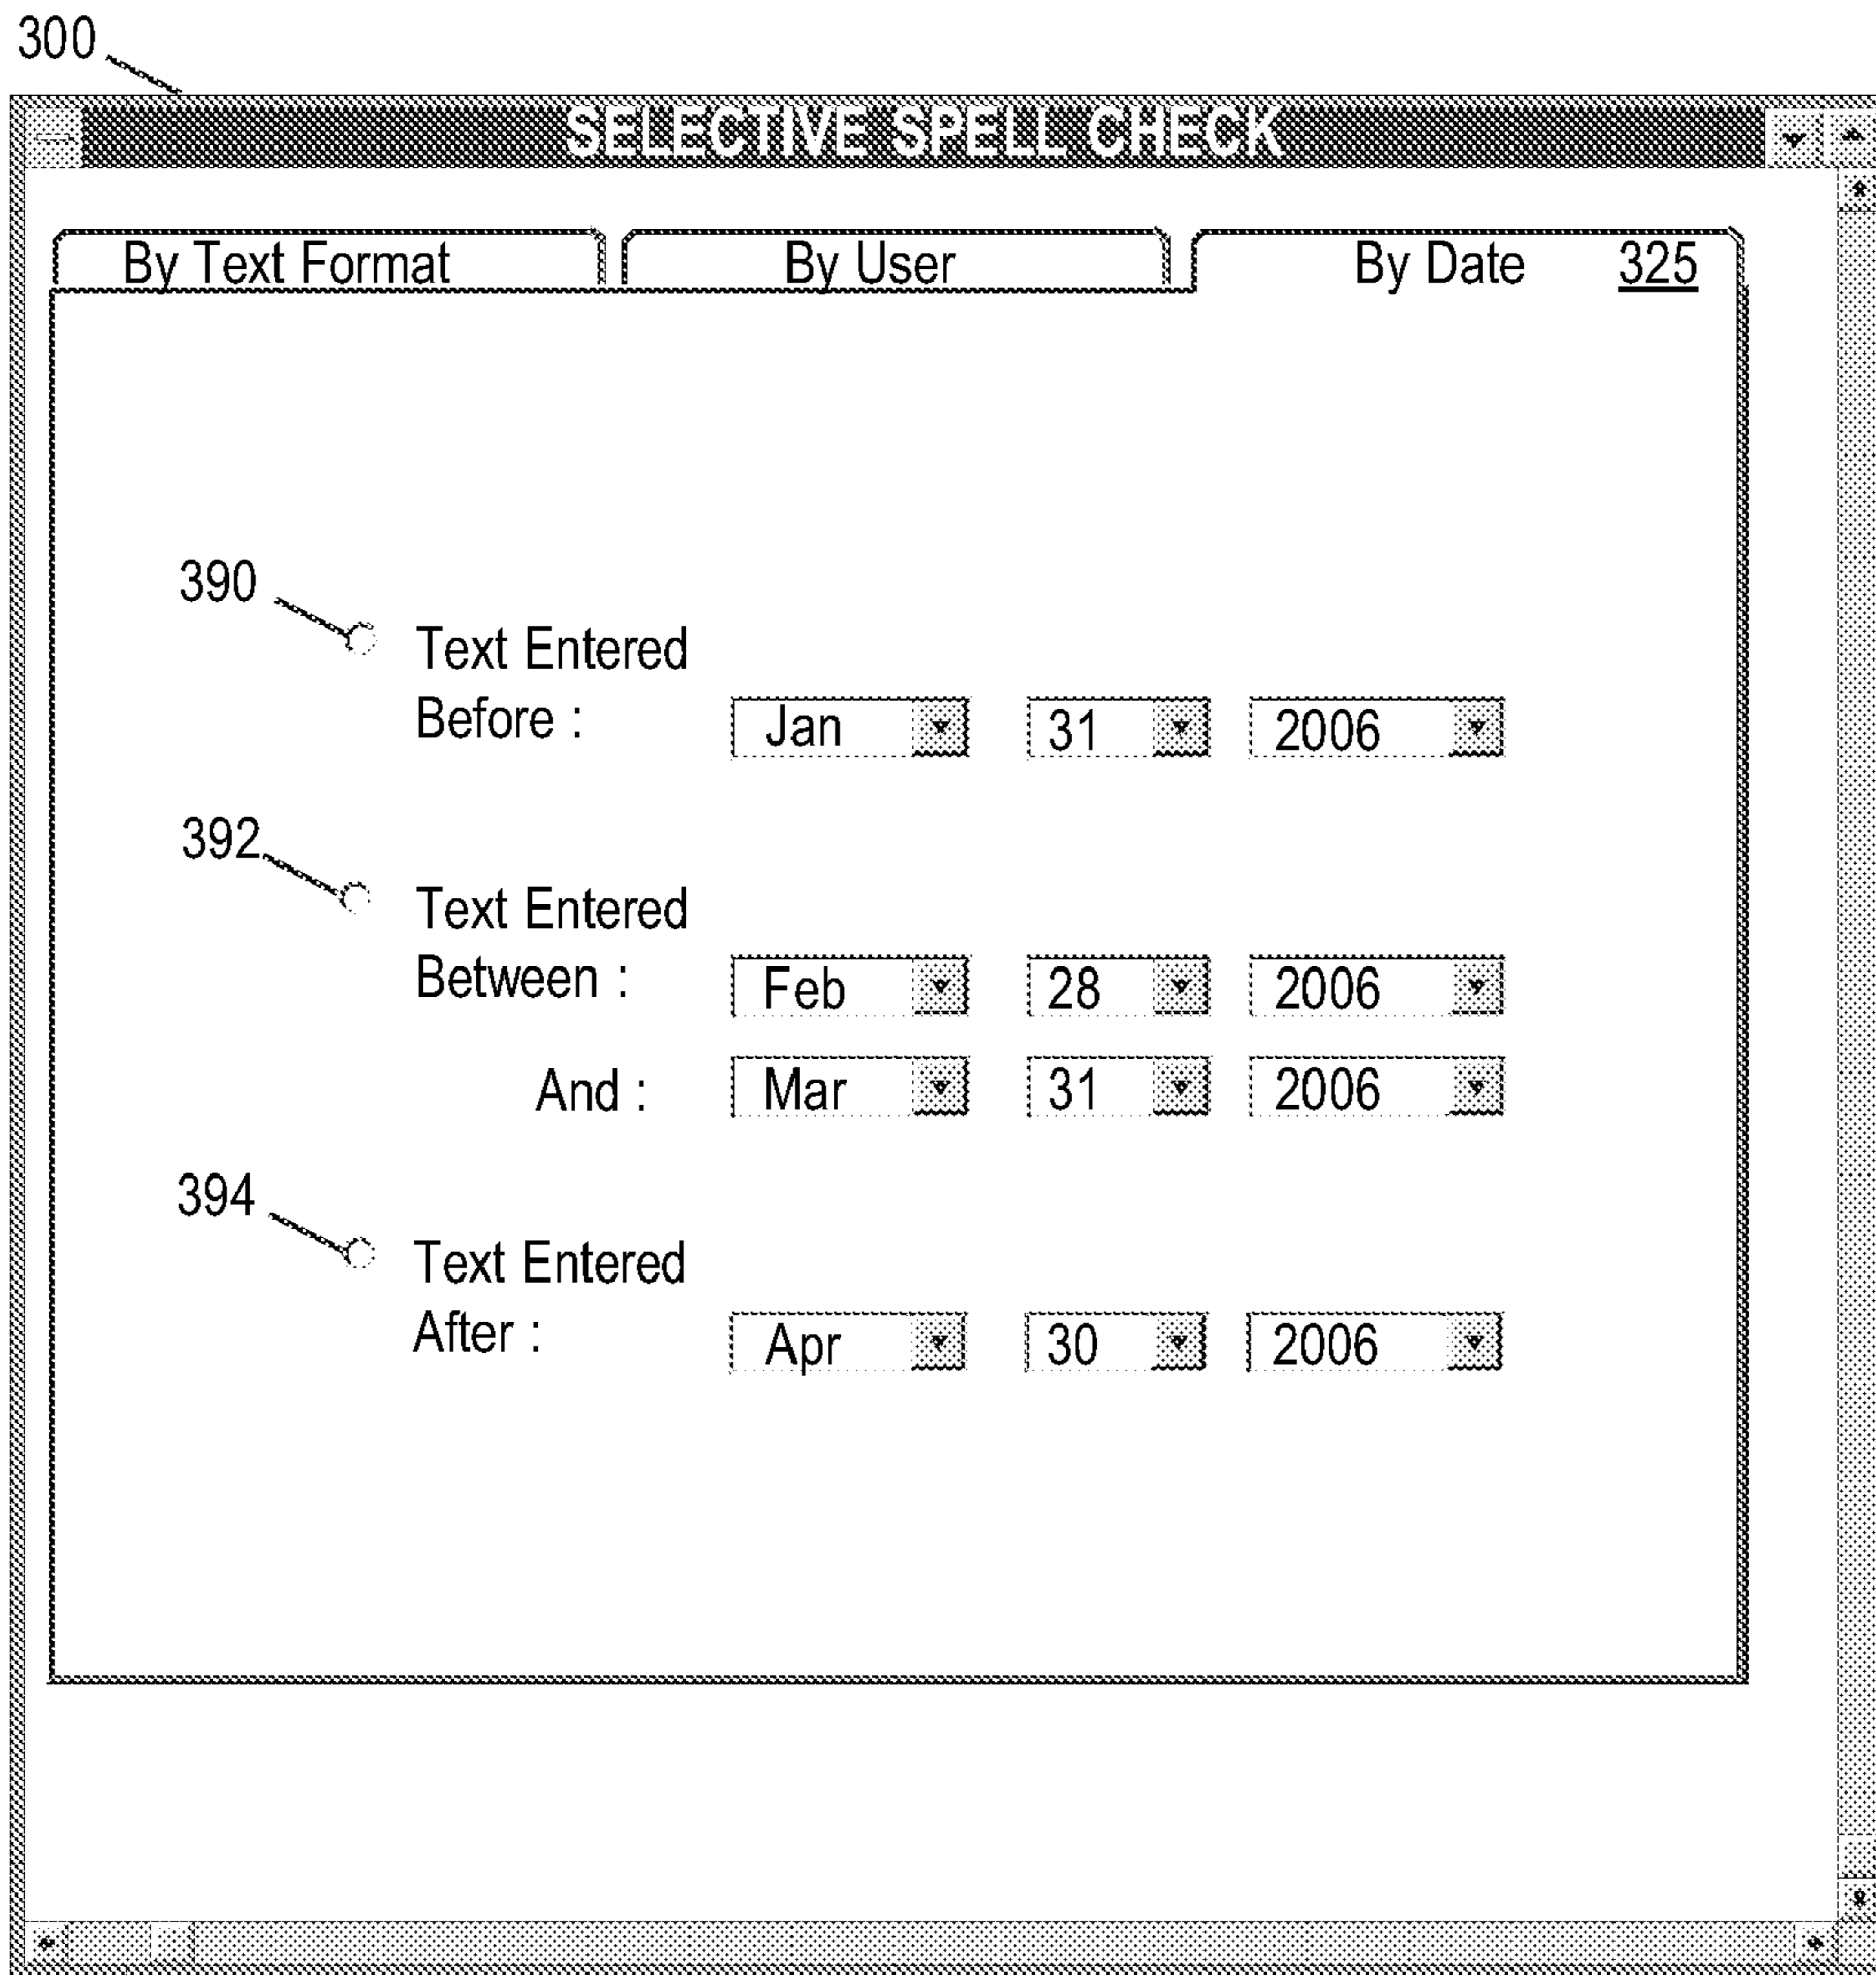 300
SELECTIVE SPELL CHECK
By Text Format By User By Date 325
390
Text Entered
Before : Jan 31 2006
392
Text Entered
Between : Feb 28 2006
And : Mar 31 2006
394
Text Entered
After : Apr 30 2006